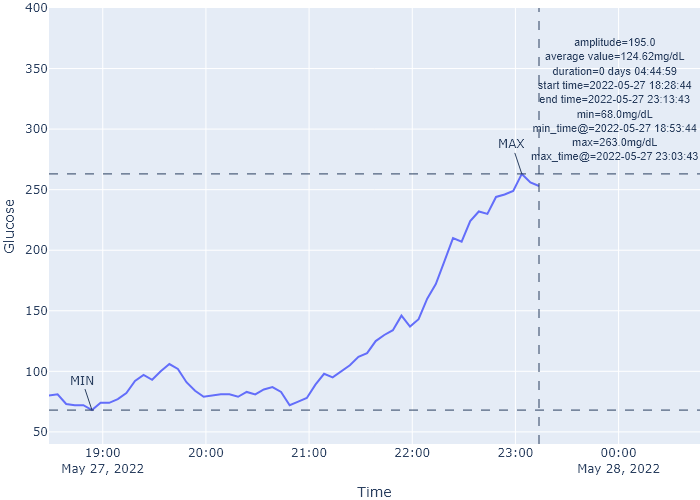 400
350
300
250
200
150
100
50
Glucose
amplitude=195.0
average value=124.62mg/dL
duration=0 days 04:44:59
start time=2022-05-27 18:28:44
end time=2022-05-27 23:13:43
min=68.0mg/dL
min_time@=2022-05-27 18:53:44
max=263.0mg/dL
max_time@=2022-05-27 23:03:43
MAX
MIN
19:00 20:00 21:00 22:00 23:00 00:00
May 27, 2022 May 28, 2022
Time